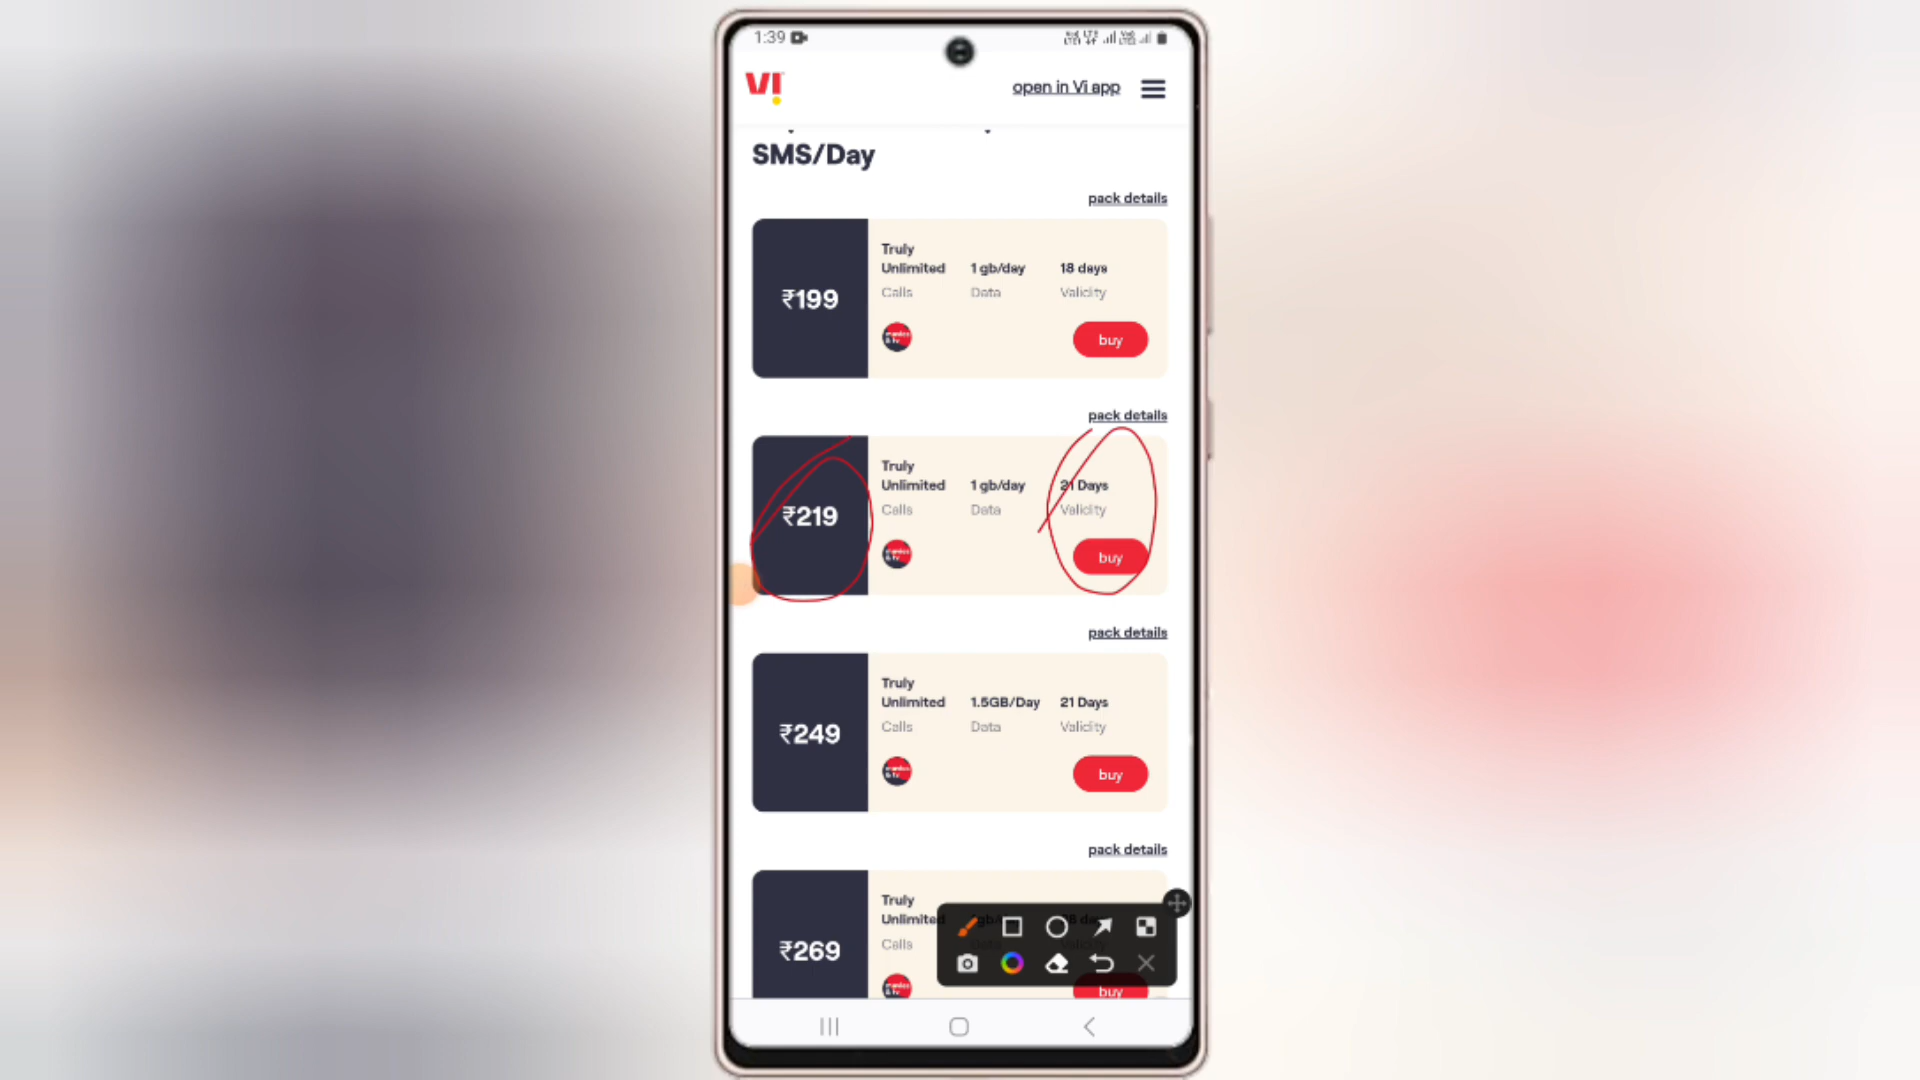 1:39
VI
open in Vi app
SMS/Day
pack details
₹199
Truly
Unlimited 1 gb/day 18 days
Calls Data Validity
buy
pack details
₹219
Truly
Unlimited 1 gb/day 21 Days
Calls Data Validity
buy
pack details
₹249
Truly
Unlimited 1.5GB/Day 21 Days
Calls Data Validity
buy
pack details
₹269
Truly
Unlimited
Calls
buy